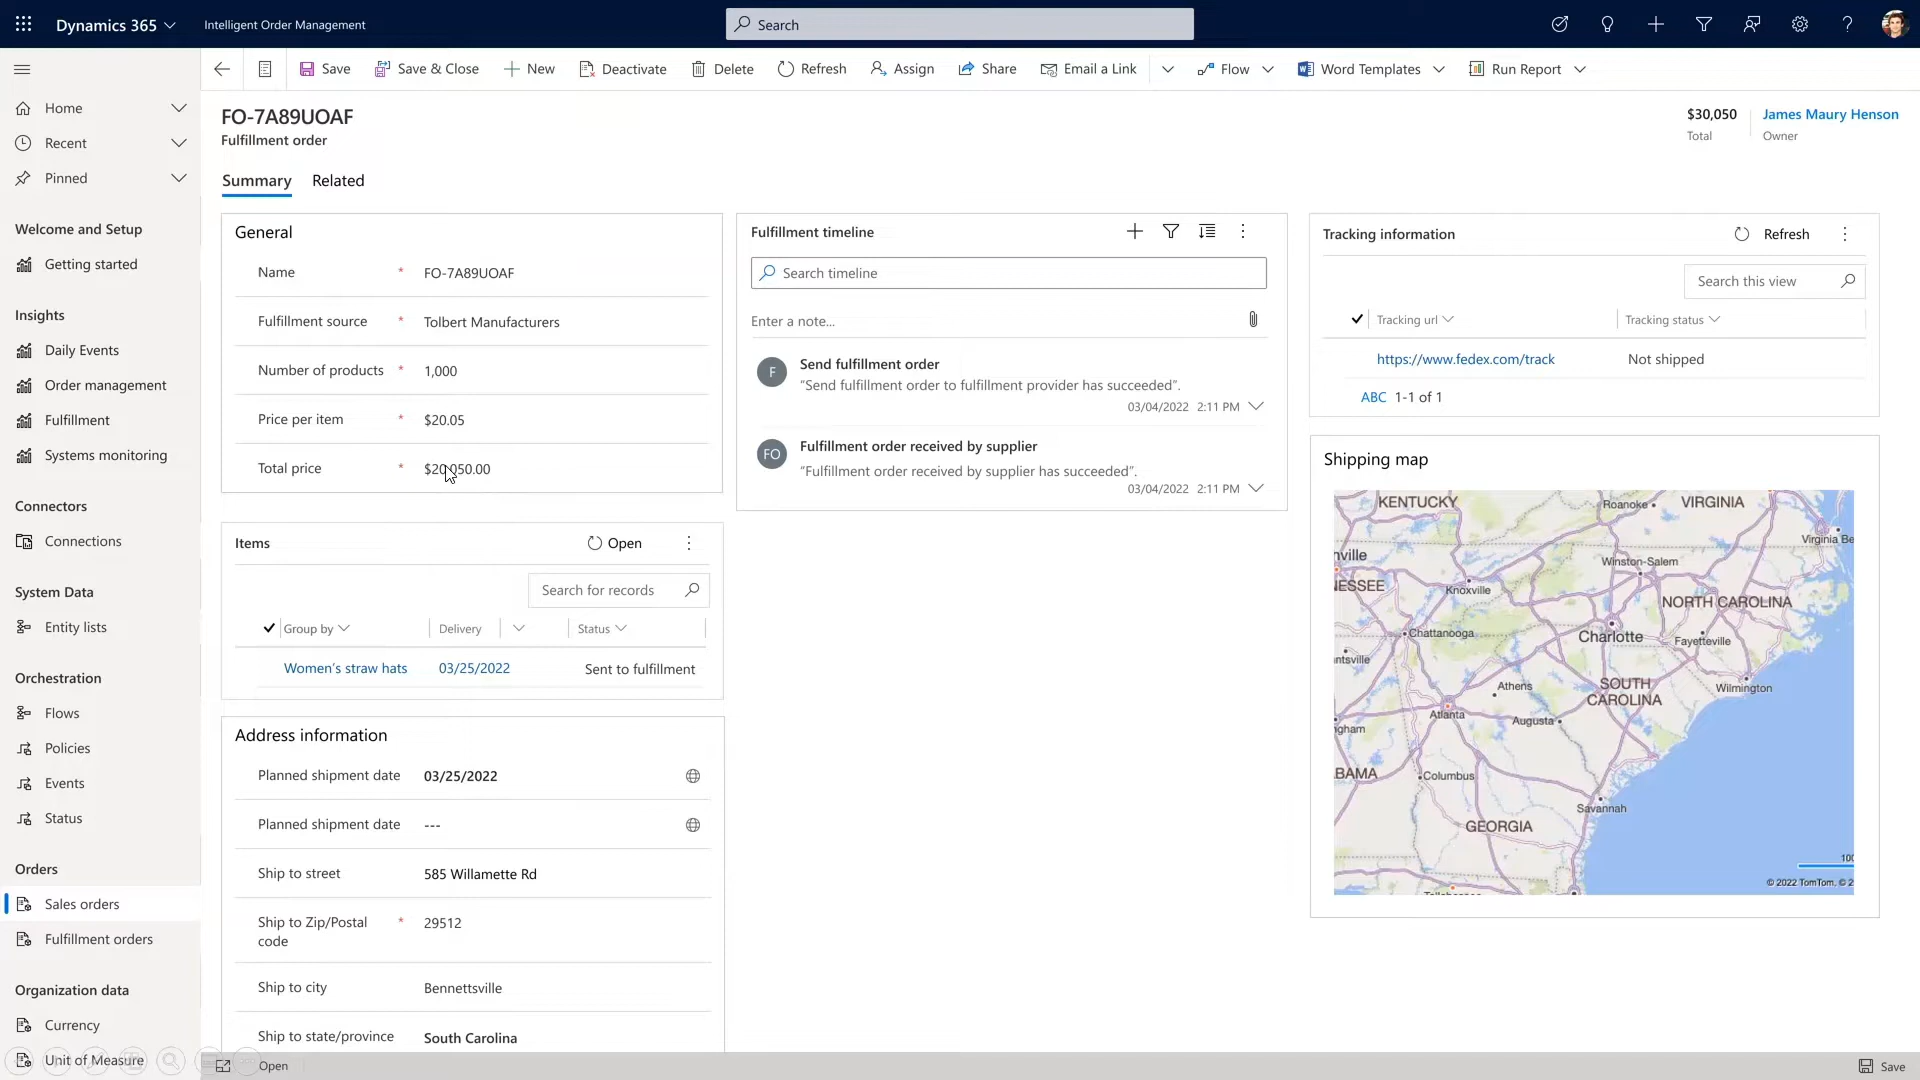 Dynamics 365
Intelligent Order Management
Search
?
Save
Save & Close
New
Deactivate
Delete
Refresh
Assign
Share
Email a Link
Flow
Word Templates
Run Report
Home
Recent
Pinned
Welcome and Setup
Getting started
Insights
Daily Events
Order management
Fulfillment
Systems monitoring
Connectors
Connections
System Data
Entity lists
Orchestration
Flows
Policies
Events
Status
Orders
Sales orders
Fulfillment orders
Organization data
Currency
Unit of Measure
FO-7A89UOAF
Fulfillment order
$30,050
Total
James Maury Henson
Owner
Summary
Related
General
Name * FO-7A89UOAF
Fulfillment source * Tolbert Manufacturers
Number of products * 1,000
Price per item * $20.05
Total price * $20,050.00
Items
Open
Search for records
Group by
Delivery
Status
Women's straw hats
03/25/2022
Sent to fulfillment
Address information
Planned shipment date 03/25/2022
Planned shipment date ---
Ship to street 585 Willamette Rd
Ship to Zip/Postal
code
* 29512
Ship to city Bennettsville
Ship to state/province South Carolina
Fulfillment timeline
Search timeline
Enter a note...
F
Send fulfillment order
“Send fulfillment order to fulfillment provider has succeeded”.
03/04/2022 2:11 PM
FO
Fulfillment order received by supplier
“Fulfillment order received by supplier has succeeded”.
03/04/2022 2:11 PM
Tracking information
Refresh
Search this view
Tracking url
Tracking status
https://www.fedex.com/track
Not shipped
ABC 1-1 of 1
Shipping map
KENTUCKY
Roanoke
VIRGINIA
Virginia Be
ville
Winston-Salem
NESSEE
Knoxville
NORTH CAROLINA
Chattanooga
Charlotte
Fayetteville
ntsville
Athens
SOUTH
CAROLINA
Wilmington
Atlanta
Augusta
gham
BAMA
Columbus
Savannah
GEORGIA
100
© 2022 TomTom, © 2
Open
Save